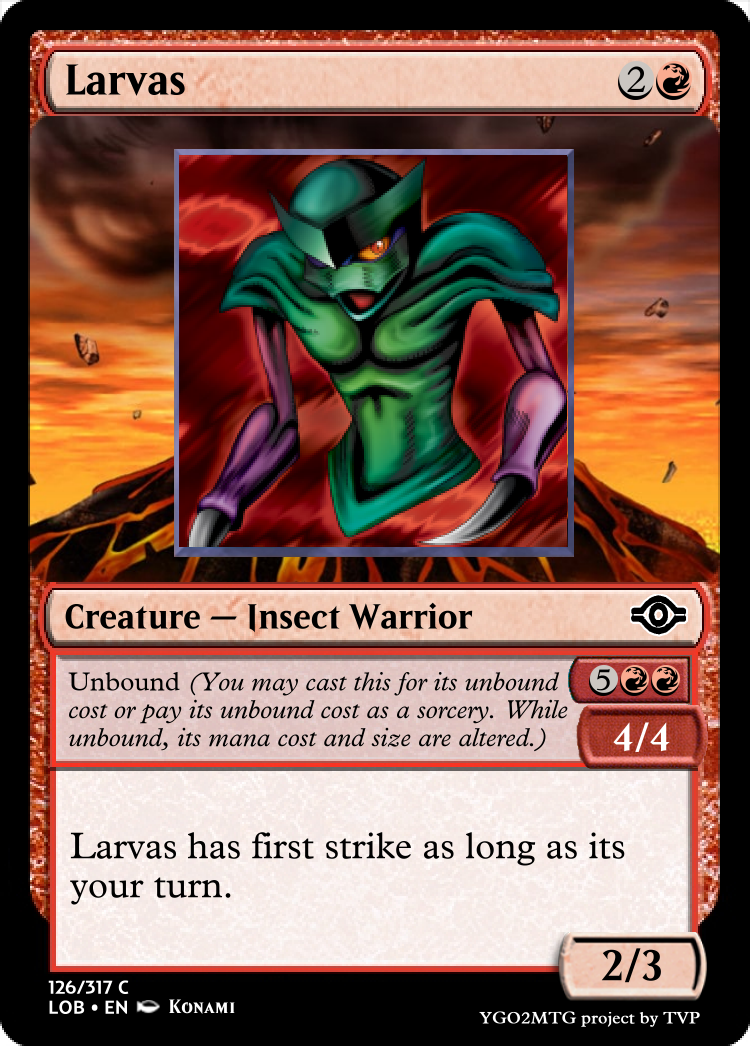 Larvas 2
Creature — Insect Warrior
Unbound (You may cast this for its unbound 5
cost or pay its unbound cost as a sorcery. While
unbound, its mana cost and size are altered.) 4/4
Larvas has first strike as long as its
your turn.
2/3
126/317 C
LOB • EN Konami
YGO2MTG project by TVP